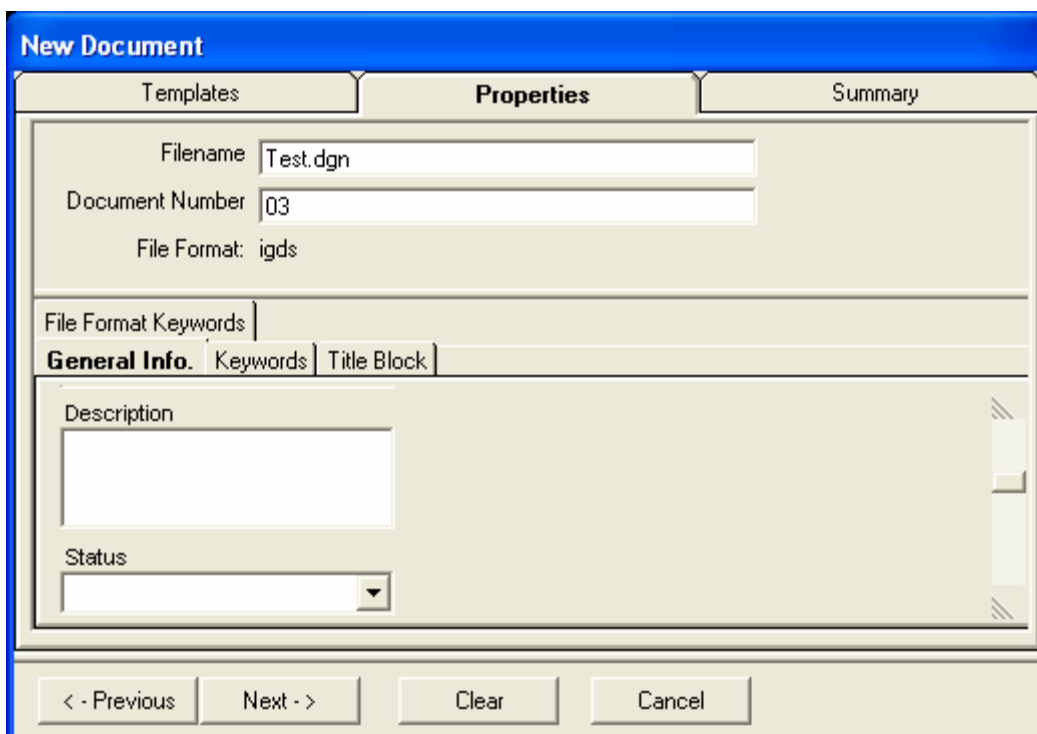 New Document
Templates Properties Summary
Filename Test.dgn
Document Number 03
File Format: igds
File Format Keywords
General Info. Keywords Title Block
Description
Status
< - Previous Next - > Clear Cancel